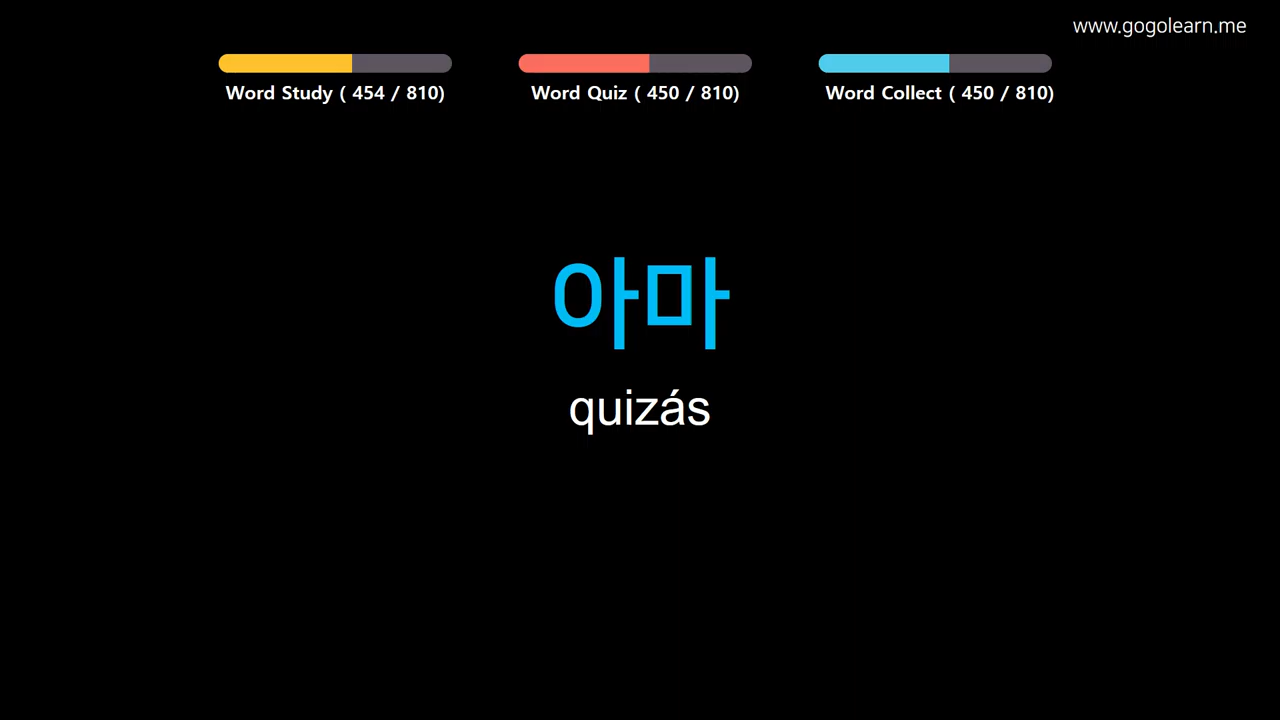 www.gogolearn.me
Word Study ( 454 / 810)
Word Quiz ( 450 / 810)
Word Collect ( 450 / 810)
아마
quizás